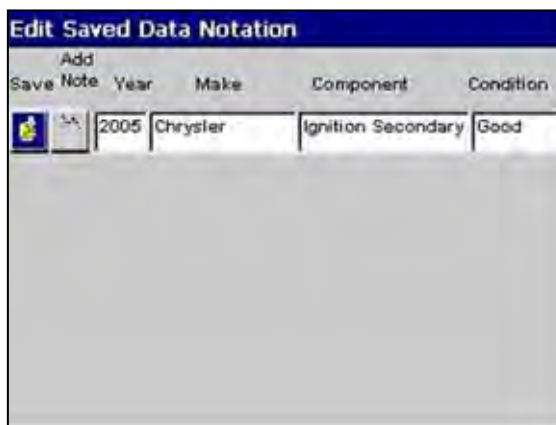 Edit Saved Data Notation
Add
Save Note Year Make Component Condition
2005 Chrysler Ignition Secondary Good